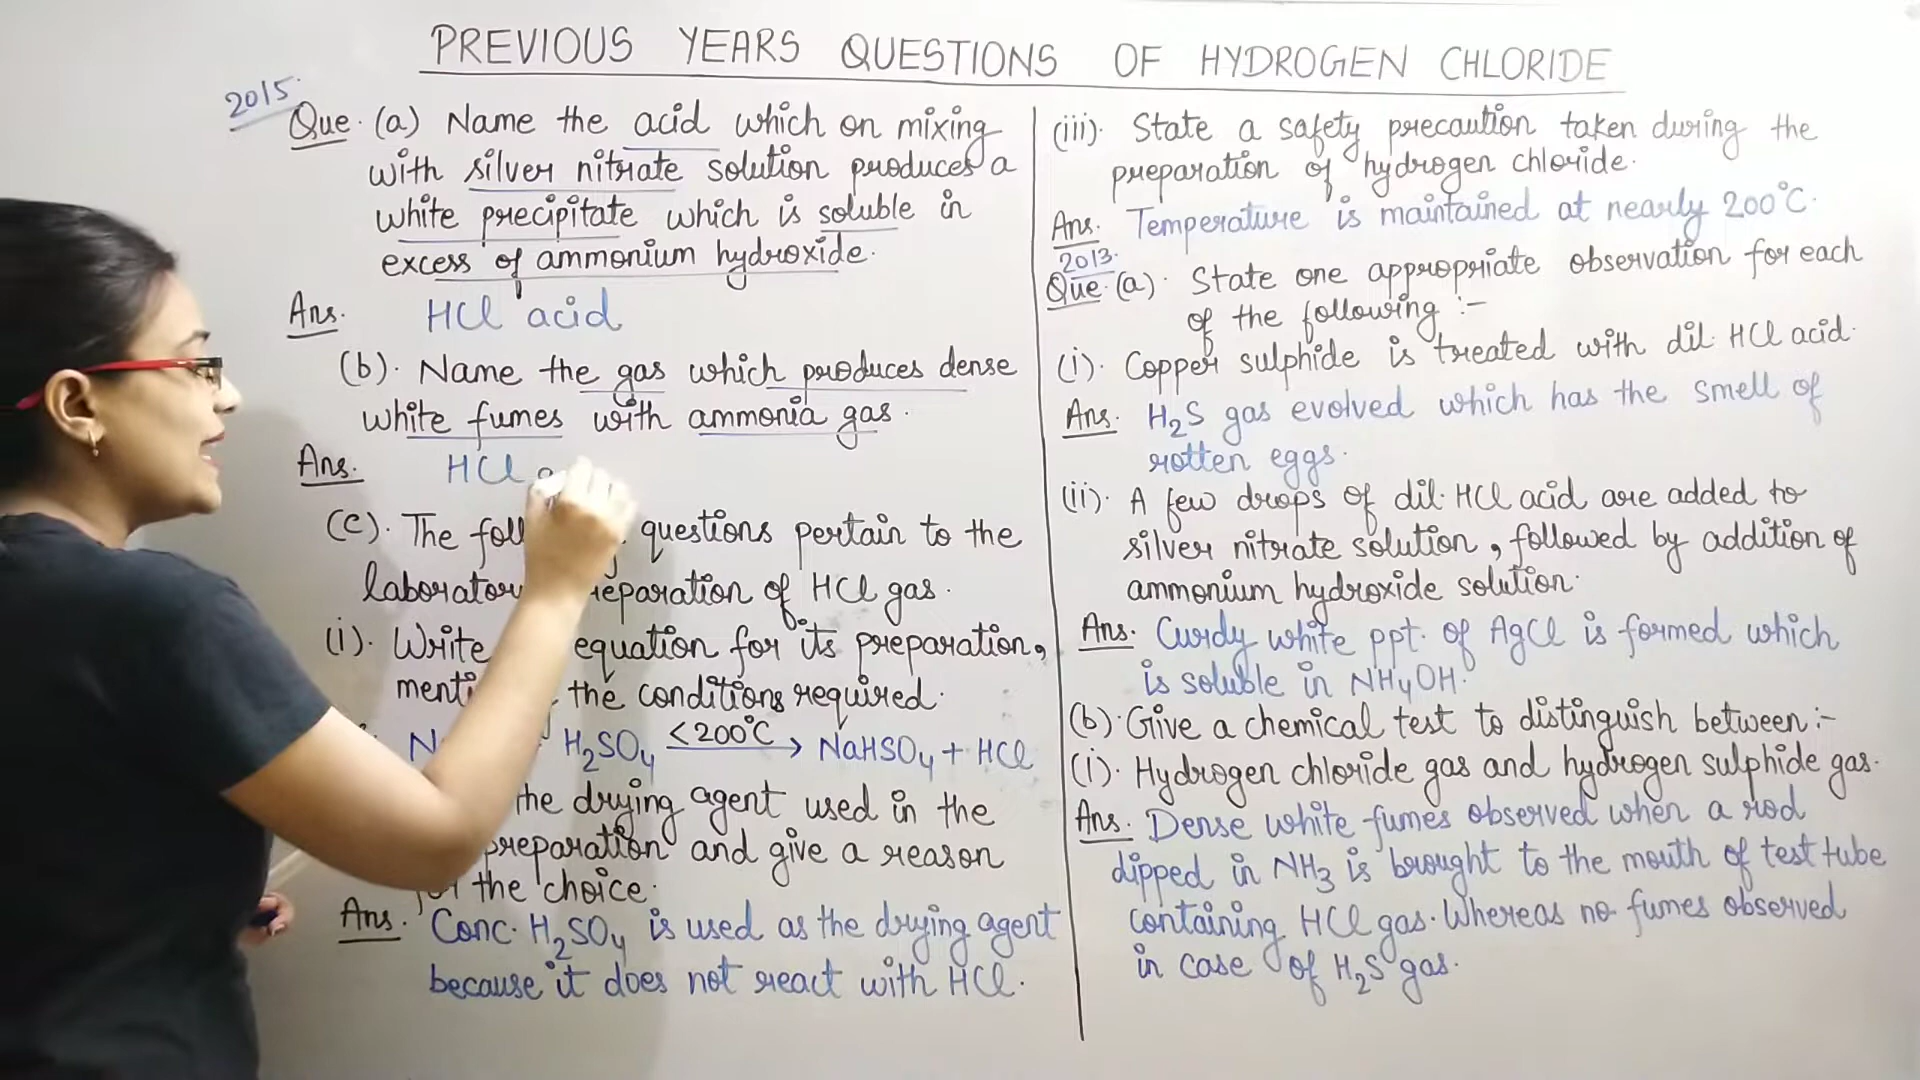 PREVIOUS YEARS QUESTIONS OF HYDROGEN CHLORIDE
2015.
Que. (a) Name the acid which on mixing
with silver nitrate solution produces a
white precipitate which is soluble in
excess of ammonium hydroxide.
Ans. HCl acid
(b). Name the gas which produces dense
white fumes with ammonia gas.
Ans. HCl
(c). The questions pertain to the
of HCl gas.
(i). Write equation for its preparation,
the conditions required.
H₂SO₄ <200°C → NaHSO₄ + HCl
the drying agent used in the
preparation and give a reason
the choice.
Ans. Conc. H₂SO₄ is used as the drying agent
because it does not react with HCl.
(iii). State a safety precaution taken during the
preparation of hydrogen chloride.
Ans. Temperature is maintained at nearly 200°C.
2013.
Que. (a). State one appropriate observation for each
of the following :-
(i). Copper sulphide is treated with dil. HCl acid.
Ans. H₂S gas evolved which has the smell of
rotten eggs.
(ii). A few drops of dil. HCl acid are added to
silver nitrate solution, followed by addition of
ammonium hydroxide solution.
Ans. Curdy white ppt. of AgCl is formed which
is soluble in NH₄OH.
(b). Give a chemical test to distinguish between :-
(i). Hydrogen chloride gas and hydrogen sulphide gas.
Ans. Dense white fumes observed when a rod
dipped in NH₃ is brought to the mouth of test tube
containing HCl gas. Whereas no fumes observed
in case of H₂S gas.